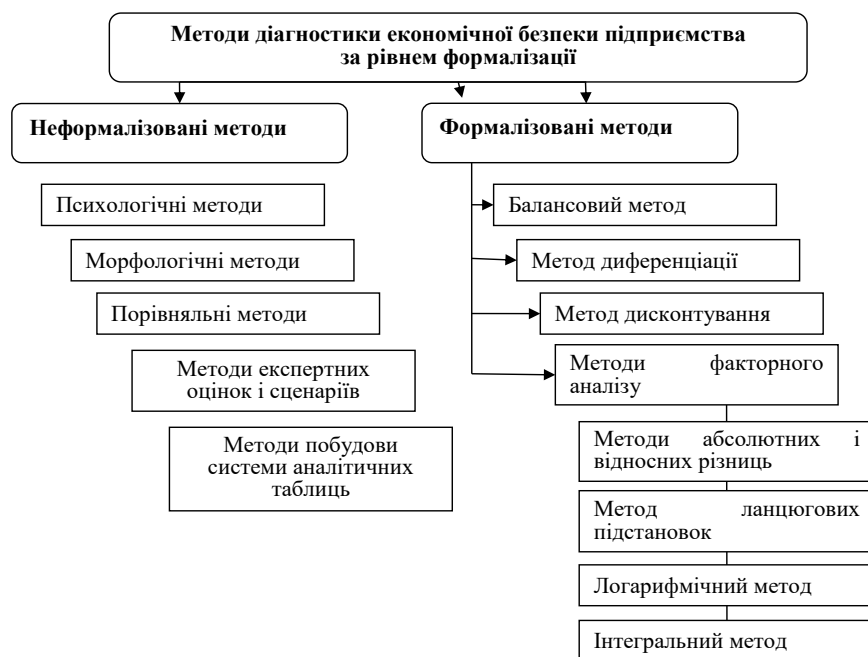 Методи діагностики економічної безпеки підприємства
за рівнем формалізації
Неформалізовані методи
Формалізовані методи
Психологічні методи
Морфологічні методи
Порівняльні методи
Методи експертних
оцінок і сценаріїв
Методи побудови
системи аналітичних
таблиць
Балансовий метод
Метод диференціації
Метод дисконтування
Методи факторного
аналізу
Методи абсолютних і
відносних різниць
Метод ланцюгових
підстановок
Логарифмічний метод
Інтегральний метод